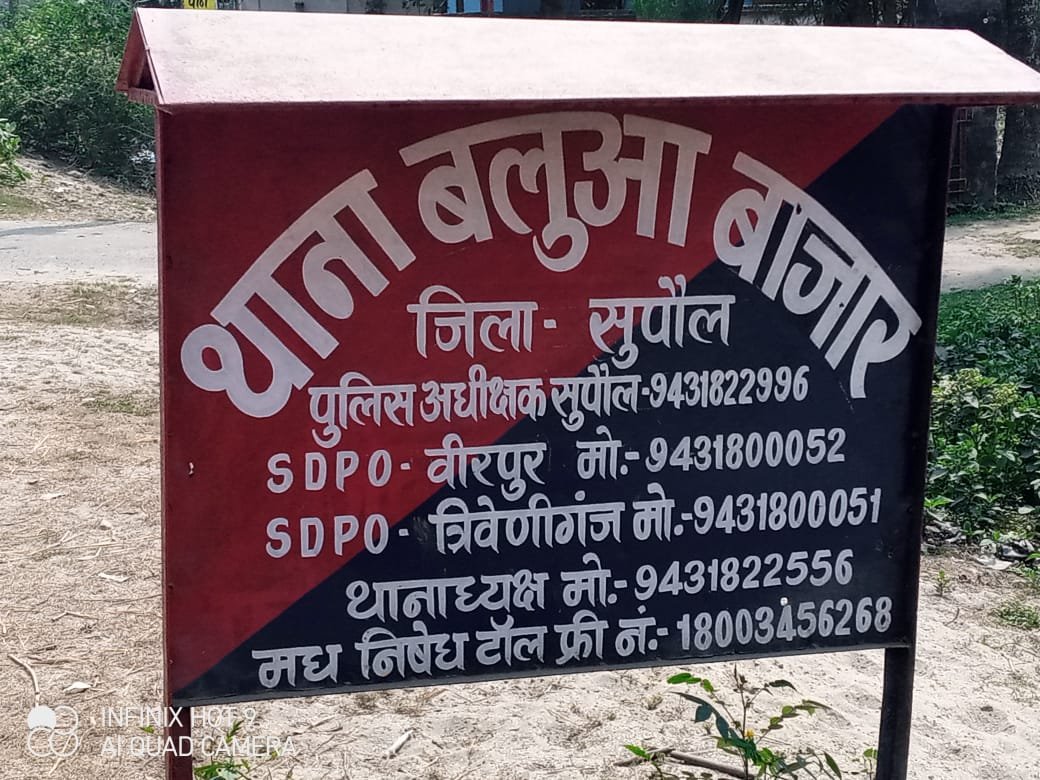 थाना बलुआ बाजार
जिला - सुपौल
पुलिस अधीक्षक सुपौल-9431822996
SDPO - वीरपुर मो.-9431800052
SDPO - त्रिवेणीगंज मो.-9431800051
थानाध्यक्ष मो.-9431822556
मध निषेध टॉल फ्री नं.- 18003456268
INFINIX HOT 9
AI QUAD CAMERA